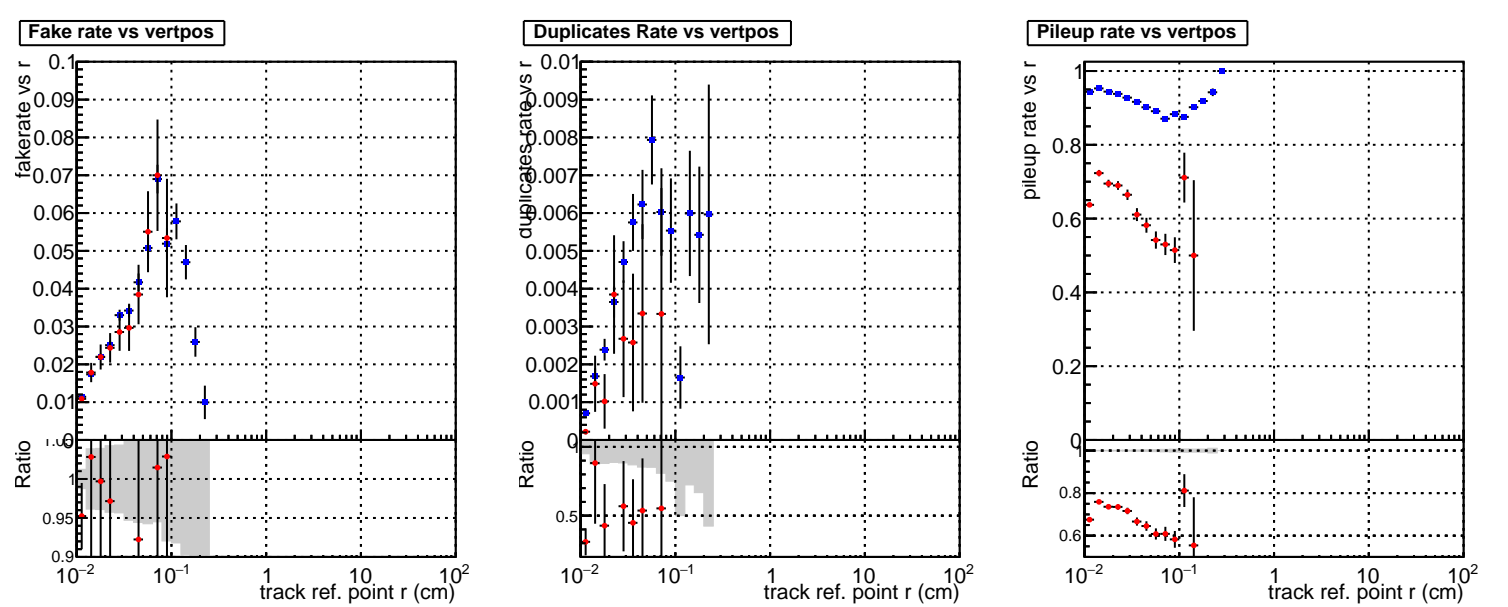 Fake rate vs vertpos
fakerate vs r
0.1
0.09
0.08
0.07
0.06
0.05
0.04
0.03
0.02
0.01
Ratio
1
0.95
0.9
10⁻² 10⁻¹ 1 10 10²
track ref. point r (cm)
Duplicates Rate vs vertpos
duplicates rate vs r
0.01
0.009
0.008
0.007
0.006
0.005
0.004
0.003
0.002
0.001
0
Ratio
0.5
10⁻² 10⁻¹ 1 10 10²
track ref. point r (cm)
Pileup rate vs vertpos
pileup rate vs r
1
0.8
0.6
0.4
0.2
0
Ratio
1
0.8
0.6
10⁻² 10⁻¹ 1 10 10²
track ref. point r (cm)